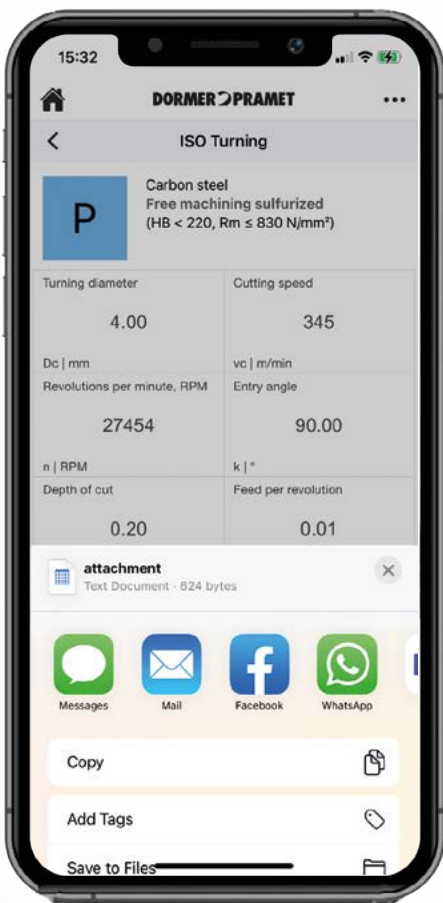 15:32
DORMER PRAMET
ISO Turning
P
Carbon steel
Free machining sulfurized
(HB < 220, Rm ≤ 830 N/mm²)
Turning diameter
Cutting speed
4.00
345
Dc | mm
vc | m/min
Revolutions per minute, RPM
Entry angle
27454
90.00
n | RPM
k | °
Depth of cut
Feed per revolution
0.20
0.01
attachment
Text Document · 624 bytes
Messages
Mail
Facebook
WhatsApp
Copy
Add Tags
Save to Files